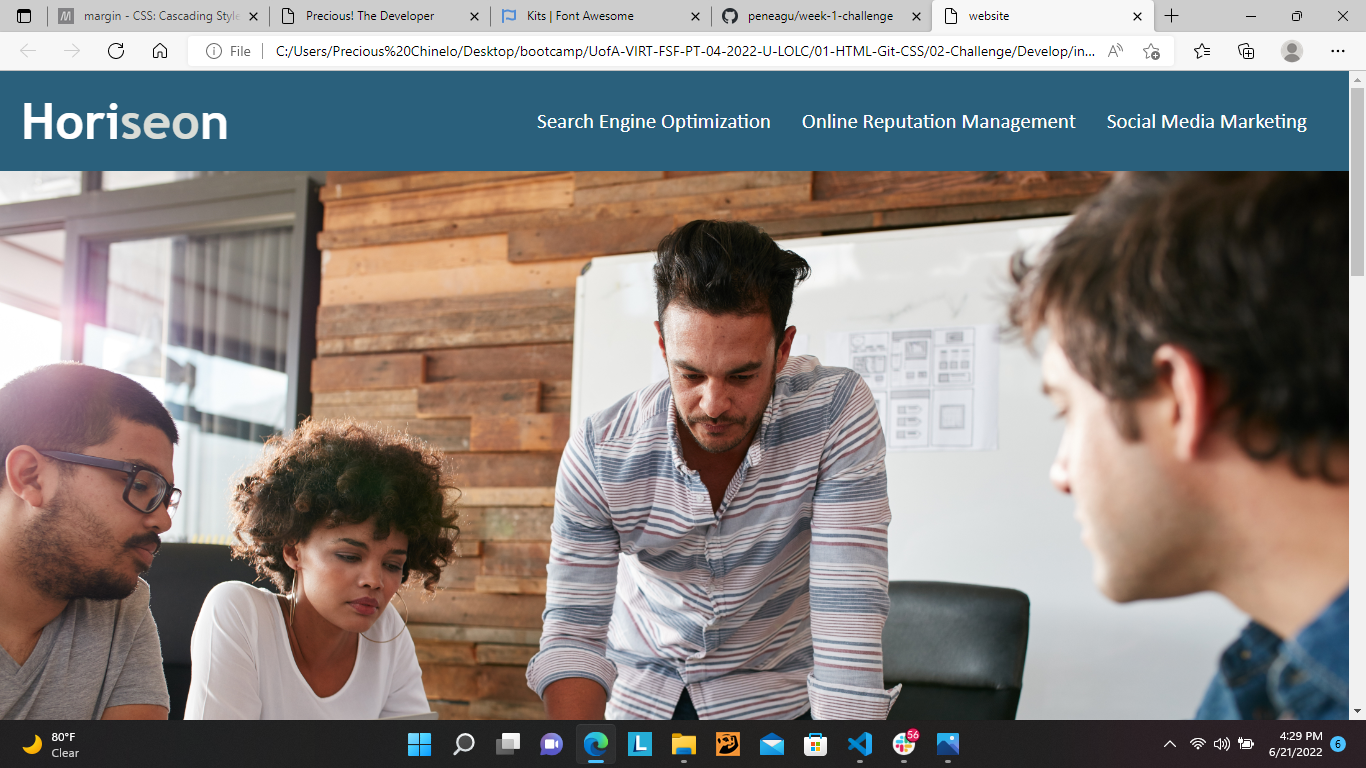 margin - CSS: Cascading Style
Precious! The Developer
Kits | Font Awesome
peneagu/week-1-challenge
website
File
C:/Users/Precious%20Chinelo/Desktop/bootcamp/UofA-VIRT-FSF-PT-04-2022-U-LOLC/01-HTML-Git-CSS/02-Challenge/Develop/in...
Horiseon
Search Engine Optimization
Online Reputation Management
Social Media Marketing
80°F
Clear
L
56
4:29 PM
6/21/2022
6